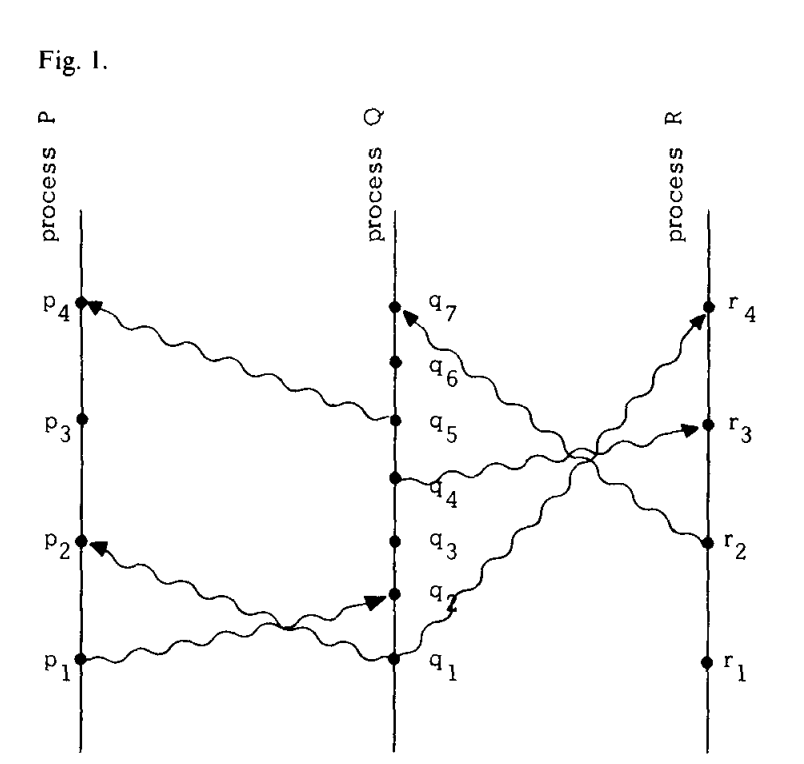 Fig. 1.
process P
process Q
process R
p4
q7
r4
q6
p3
q5
r3
q4
p2
q3
r2
q2
p1
q1
r1